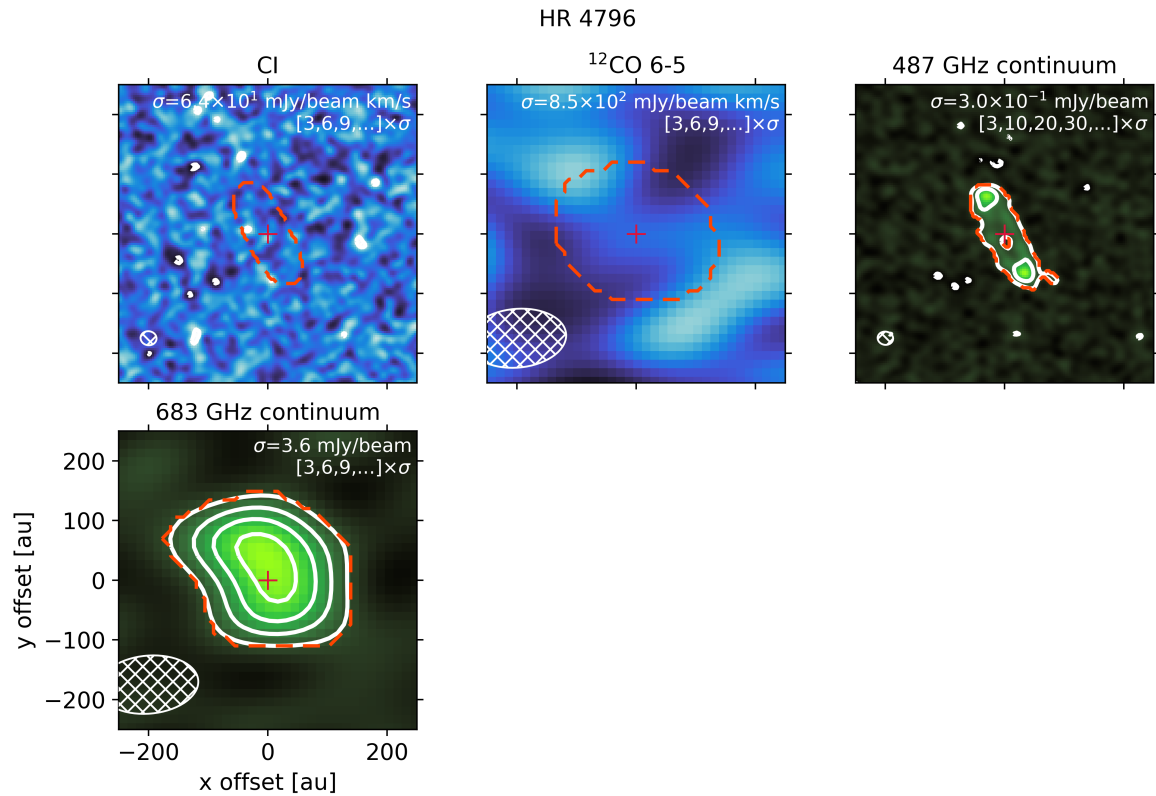 HR 4796
CI
σ=6.4×10¹ mJy/beam km/s
[3,6,9,...]×σ
¹²CO 6-5
σ=8.5×10² mJy/beam km/s
[3,6,9,...]×σ
487 GHz continuum
σ=3.0×10⁻¹ mJy/beam
[3,10,20,30,...]×σ
683 GHz continuum
σ=3.6 mJy/beam
[3,6,9,...]×σ
200
100
0
−100
−200
y offset [au]
−200 0 200
x offset [au]